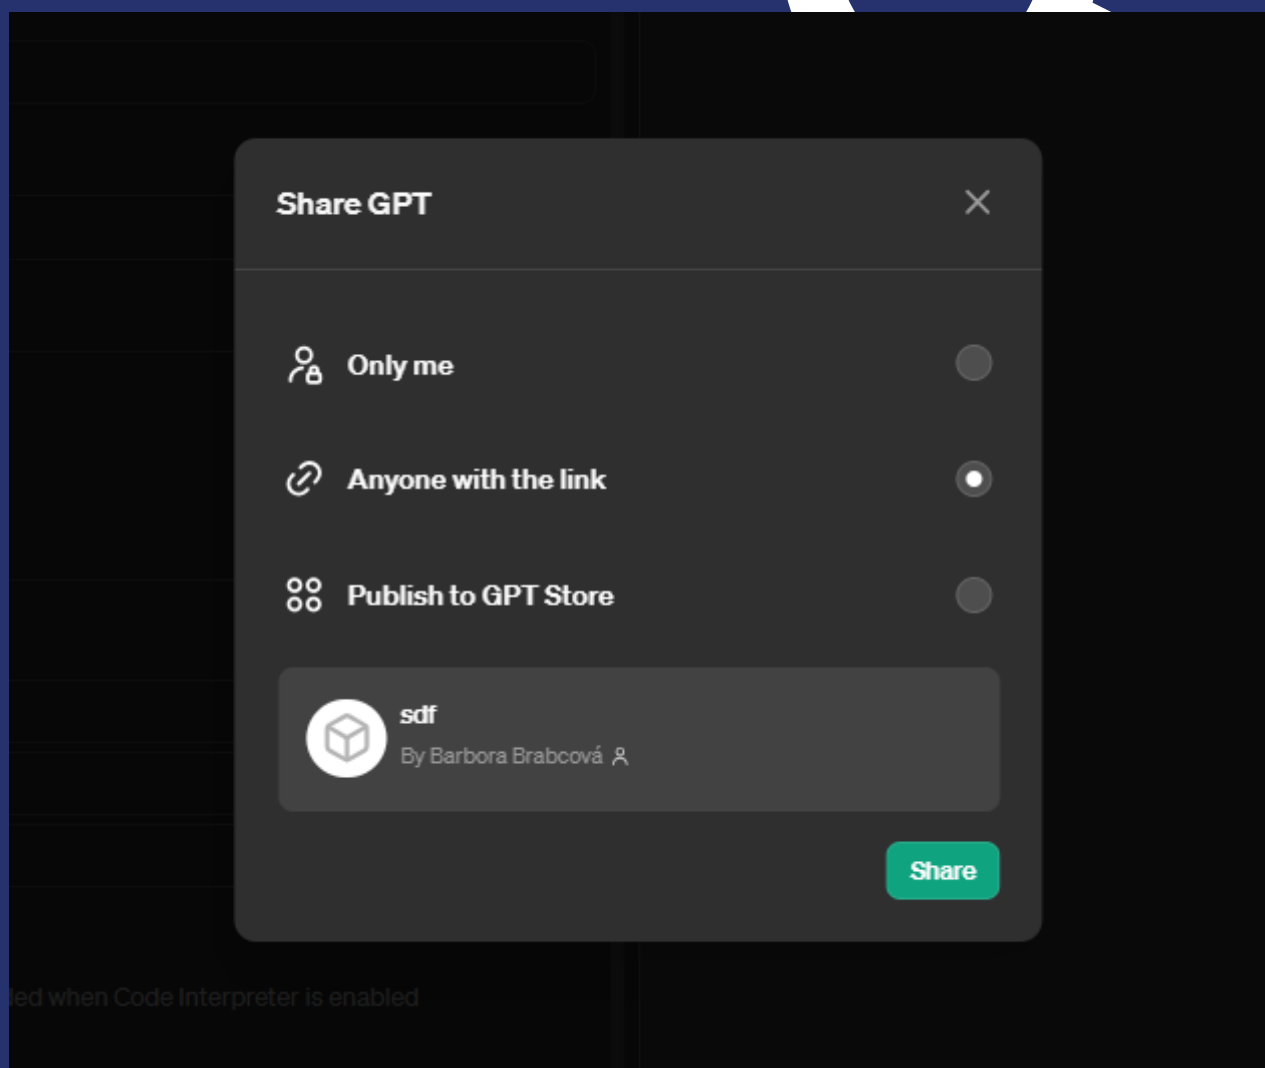 Share GPT
Only me
Anyone with the link
Publish to GPT Store
sdf
By Barbora Brabcová
Share
when Code Interpreter is enabled